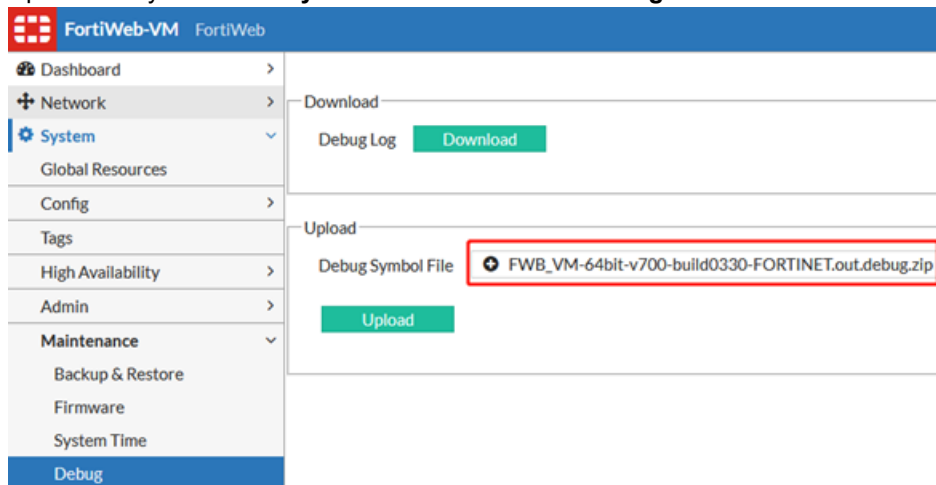 FortiWeb-VM FortiWeb
Dashboard
Network
System
Global Resources
Config
Tags
High Availability
Admin
Maintenance
Backup & Restore
Firmware
System Time
Debug
Download
Debug Log Download
Upload
Debug Symbol File FWB_VM-64bit-v700-build0330-FORTINET.out.debug.zip
Upload